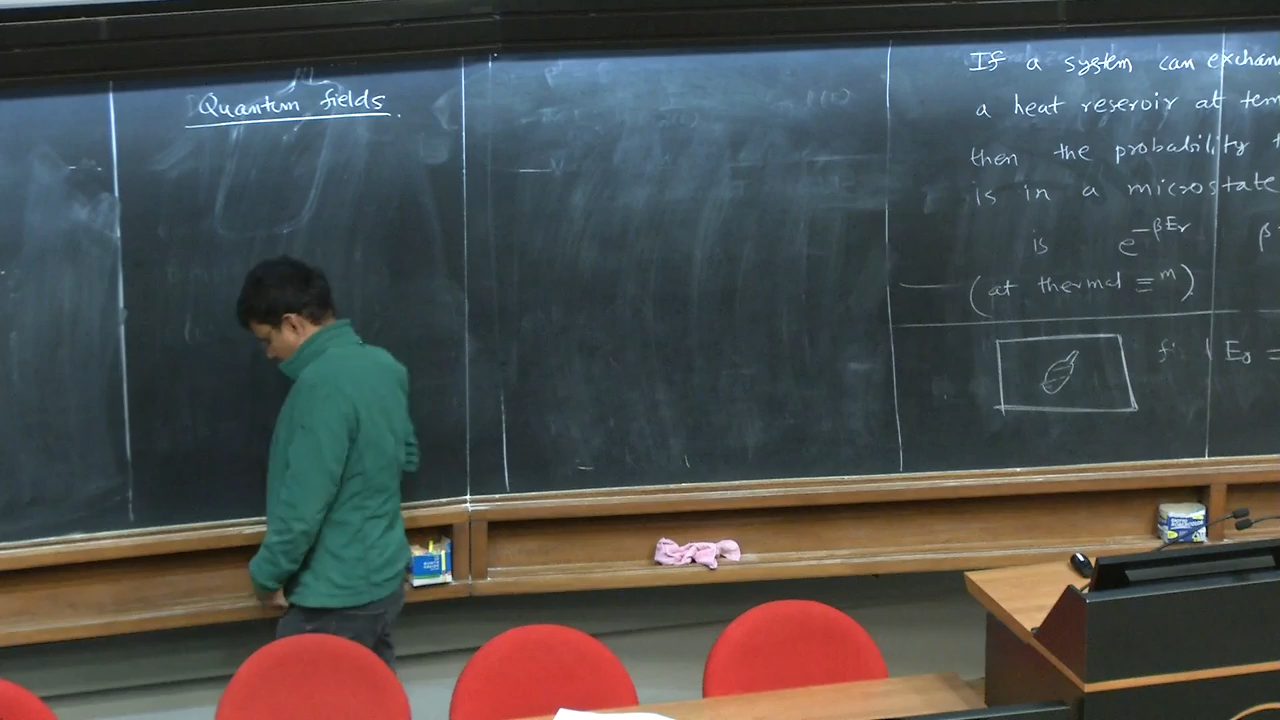 Quantum fields.
If a system can exchan
a heat reservoir at tem
then the probability t
is in a microstate
is e^{-βEr} β
(at thermal ≡^m)
E₀ =